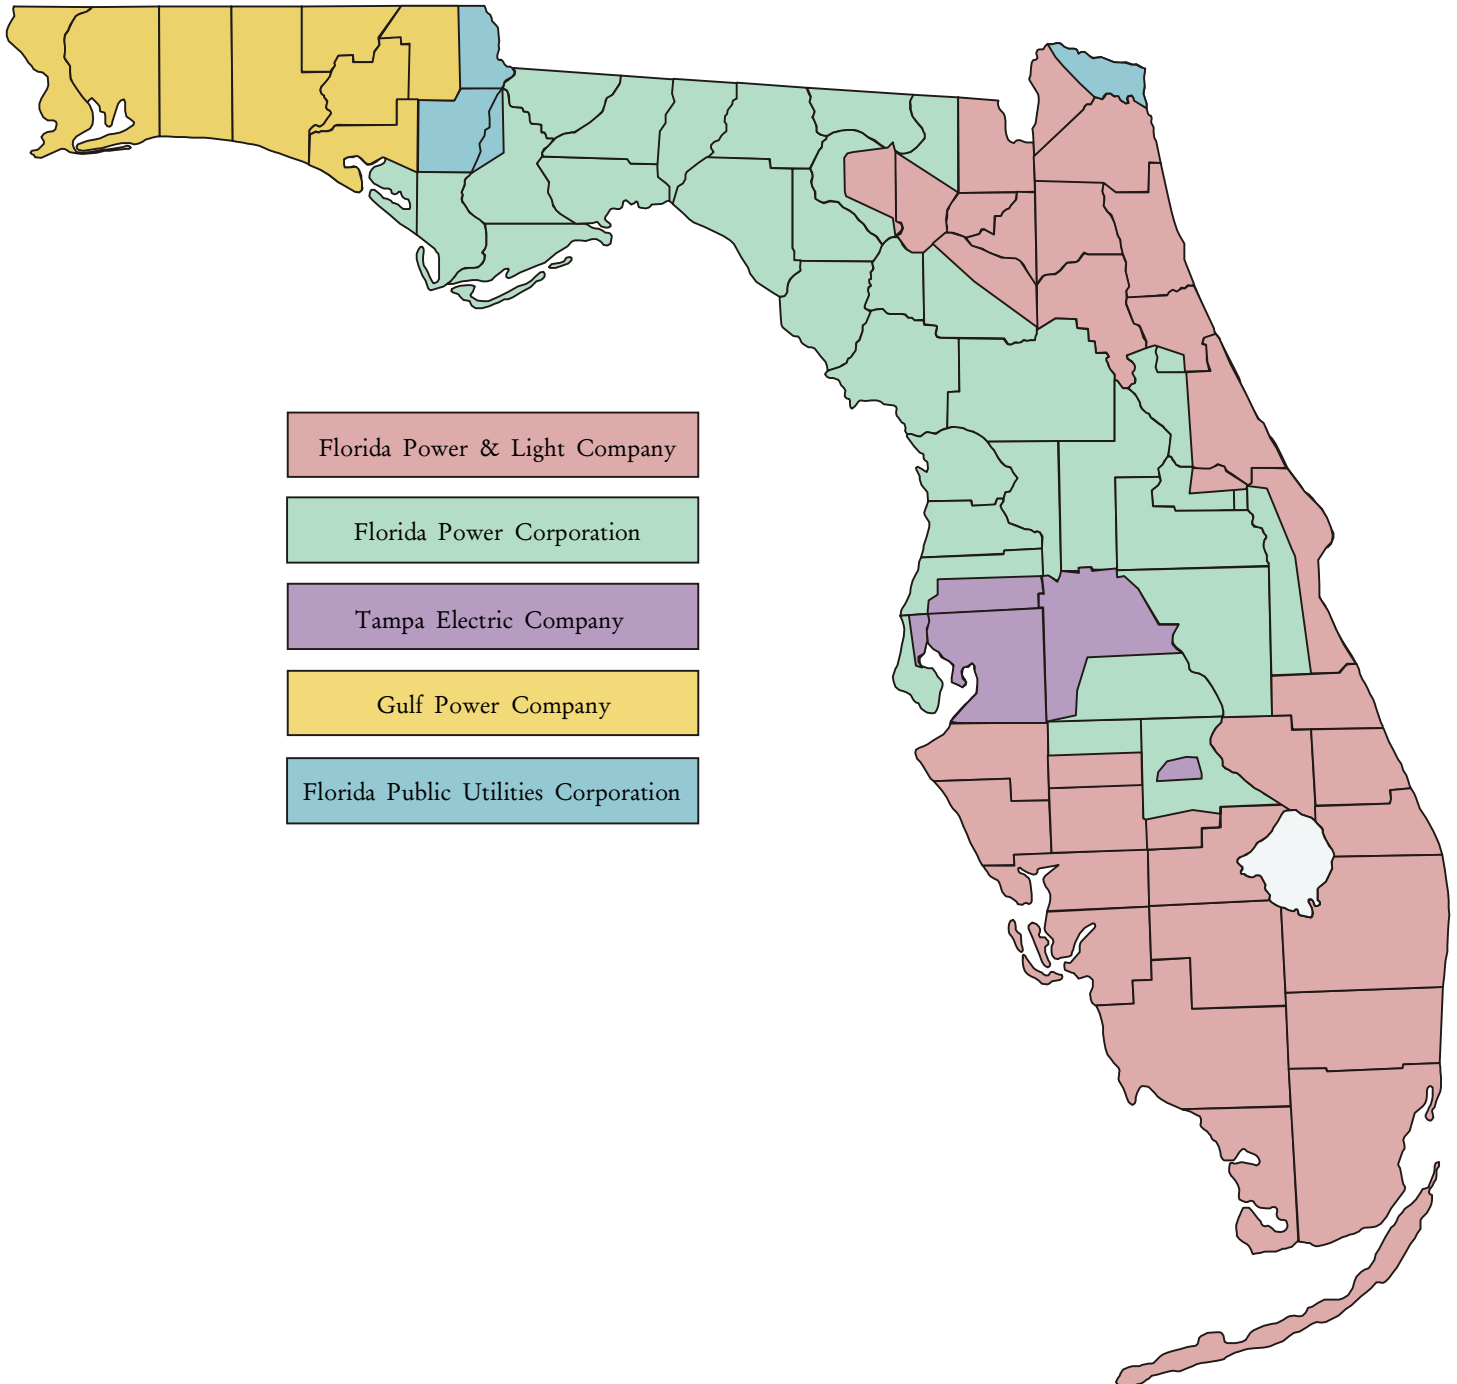 Florida Power & Light Company
Florida Power Corporation
Tampa Electric Company
Gulf Power Company
Florida Public Utilities Corporation